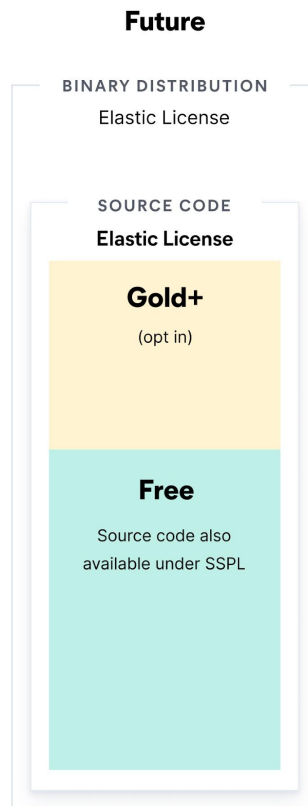 Future
BINARY DISTRIBUTION
Elastic License
SOURCE CODE
Elastic License
Gold+
(opt in)
Free
Source code also
available under SSPL